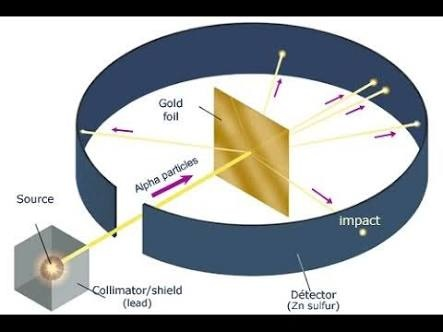 Gold
foil
Alpha particles
Source
impact
Collimator/shield
(lead)
Détector
(Zn sulfur)